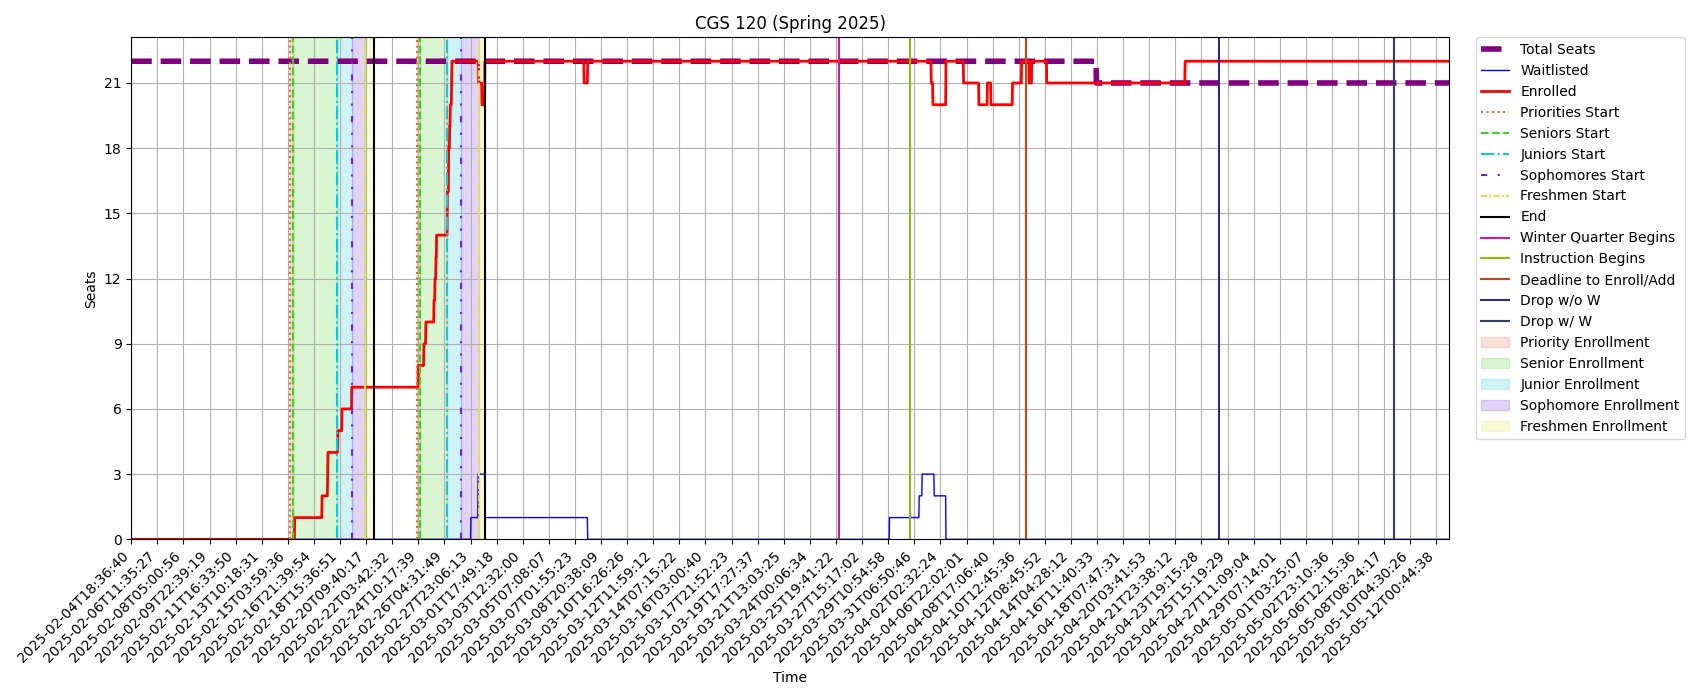 CGS 120 (Spring 2025)
Seats
21
18
15
12
9
6
3
0
2025-02-04T18:36:40
2025-02-06T11:35:27
2025-02-08T05:00:56
2025-02-09T22:39:19
2025-02-11T16:33:50
2025-02-13T10:18:31
2025-02-15T03:59:36
2025-02-16T21:39:54
2025-02-18T15:36:51
2025-02-20T09:40:17
2025-02-22T03:42:32
2025-02-24T10:17:39
2025-02-26T04:31:49
2025-02-27T23:06:13
2025-03-01T17:49:18
2025-03-03T12:32:00
2025-03-05T07:08:07
2025-03-07T01:55:23
2025-03-08T20:38:09
2025-03-10T16:26:26
2025-03-12T11:59:12
2025-03-14T07:15:22
2025-03-16T03:00:40
2025-03-17T21:52:23
2025-03-19T17:27:37
2025-03-21T13:03:25
2025-03-24T00:06:34
2025-03-25T19:41:22
2025-03-27T15:17:02
2025-03-29T10:54:58
2025-03-31T06:50:46
2025-04-02T02:32:24
2025-04-06T22:02:01
2025-04-08T17:06:40
2025-04-10T12:45:36
2025-04-12T08:45:52
2025-04-14T04:28:12
2025-04-16T11:40:33
2025-04-18T07:47:31
2025-04-20T03:41:53
2025-04-21T23:38:12
2025-04-23T19:15:28
2025-04-25T15:19:29
2025-04-27T11:09:04
2025-04-29T07:14:01
2025-05-01T03:25:07
2025-05-02T23:10:36
2025-05-06T12:15:36
2025-05-08T08:24:17
2025-05-10T04:30:26
2025-05-12T00:44:38
Time
Total Seats
Waitlisted
Enrolled
Priorities Start
Seniors Start
Juniors Start
Sophomores Start
Freshmen Start
End
Winter Quarter Begins
Instruction Begins
Deadline to Enroll/Add
Drop w/o W
Drop w/ W
Priority Enrollment
Senior Enrollment
Junior Enrollment
Sophomore Enrollment
Freshmen Enrollment